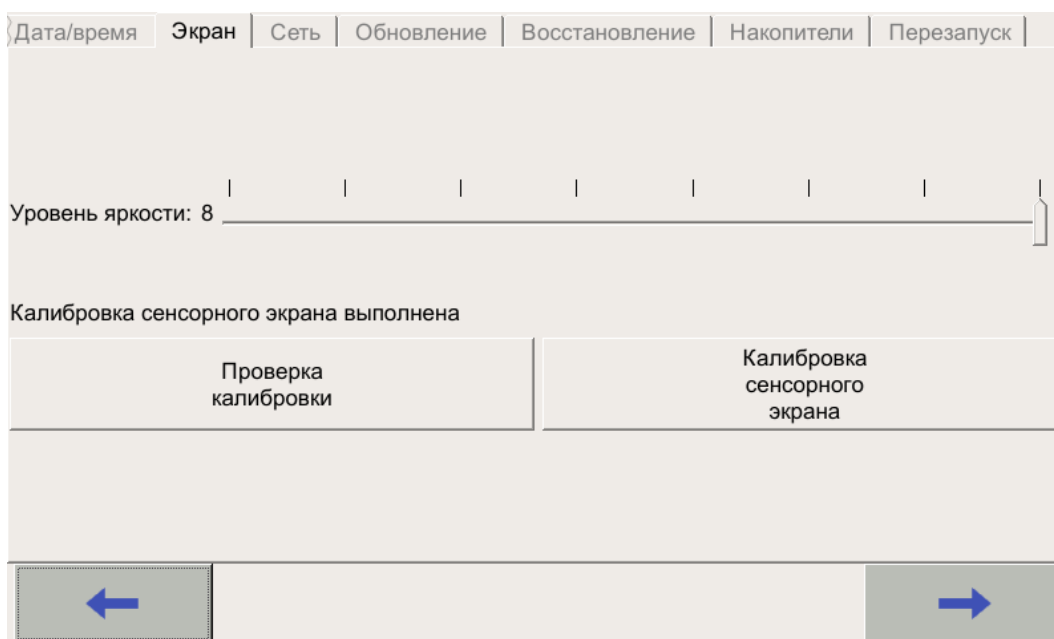 Дата/время Экран Сеть Обновление Восстановление Накопители Перезапуск
Уровень яркости: 8
Калибровка сенсорного экрана выполнена
Проверка
калибровки
Калибровка
сенсорного
экрана